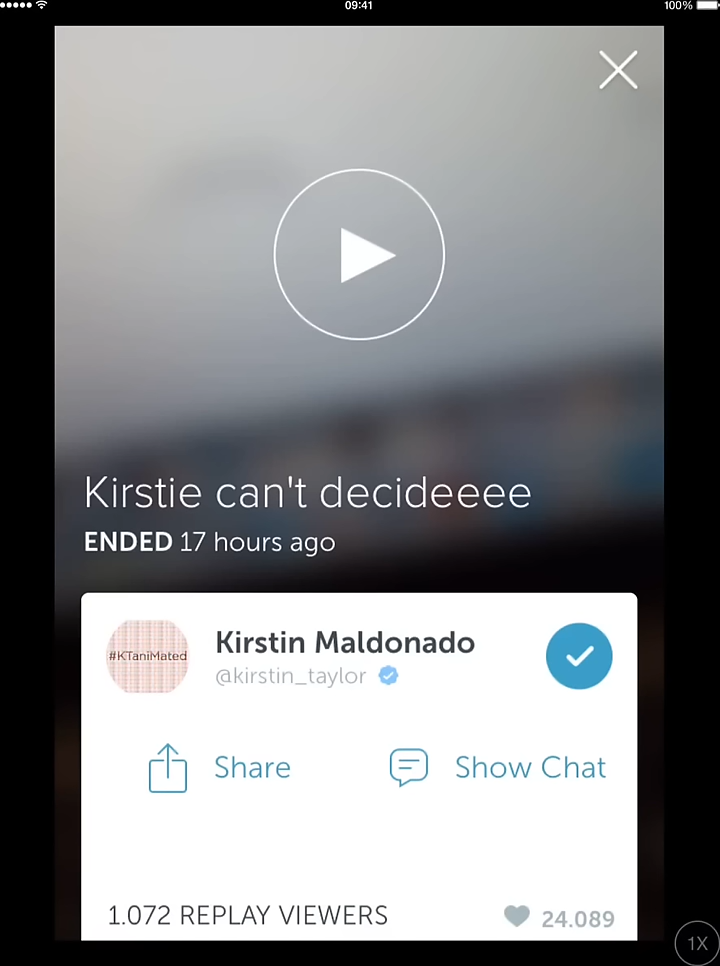 09:41
100%
Kirstie can't decideeee
ENDED 17 hours ago
#KTaniMated
Kirstin Maldonado
@kirstin_taylor
Share
Show Chat
1.072 REPLAY VIEWERS
24.089
1X